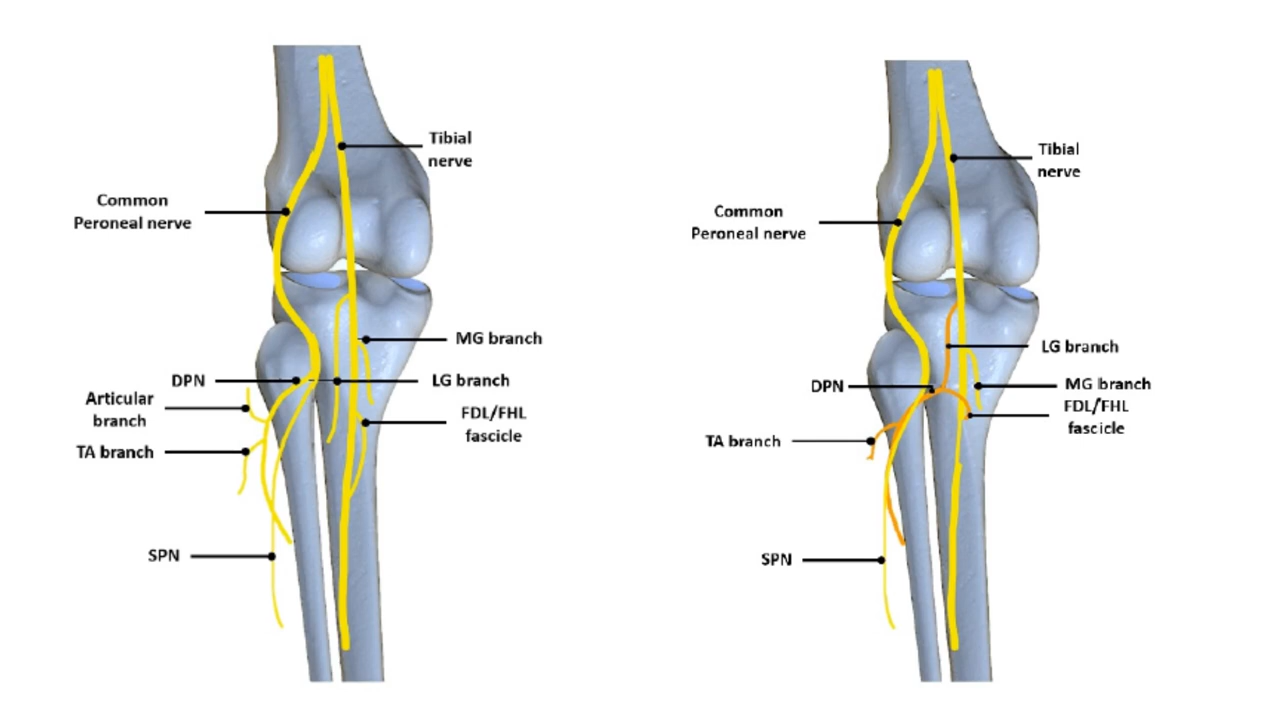 Tibial
nerve
Common
Peroneal nerve
MG branch
DPN
LG branch
Articular
branch
FDL/FHL
fascicle
TA branch
SPN
Tibial
nerve
Common
Peroneal nerve
LG branch
DPN
MG branch
FDL/FHL
fascicle
TA branch
SPN